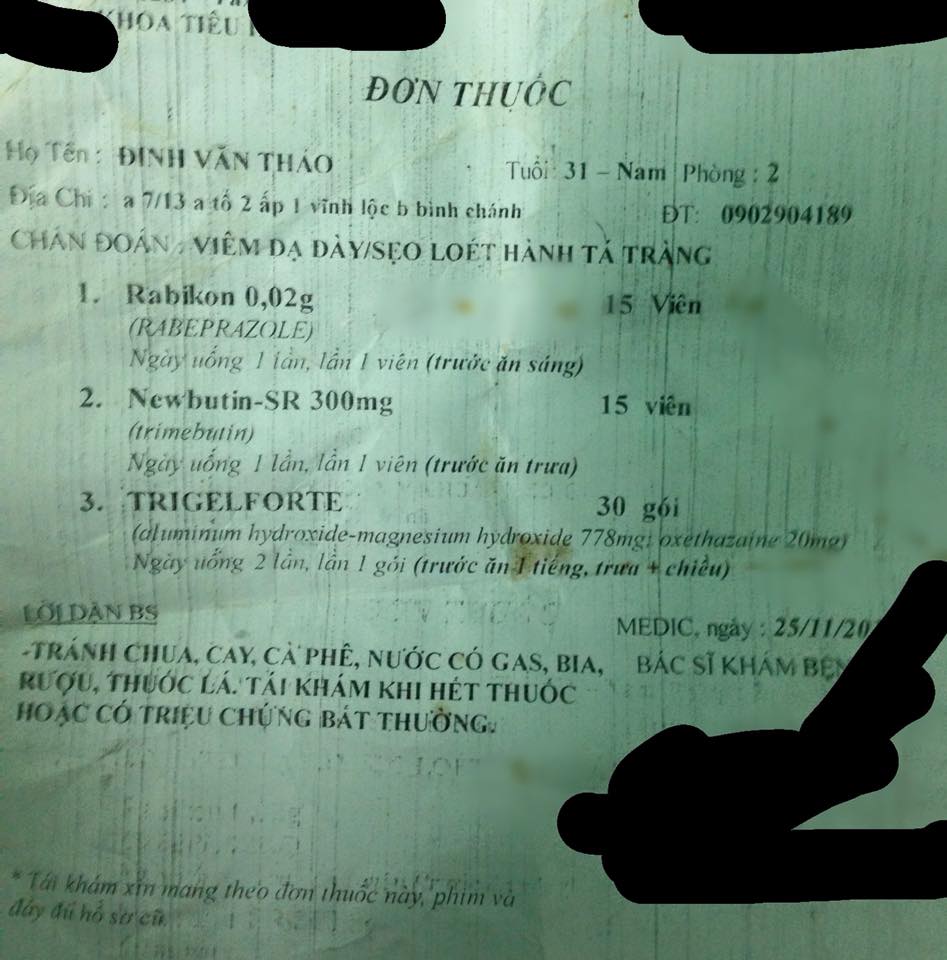 KHOA TIÊU
ĐƠN THUỐC
Họ Tên : ĐINH VĂN THẢO
Tuổi: 31 – Nam Phòng : 2
Địa Chỉ : a 7/13 a tổ 2 ấp 1 vĩnh lộc b bình chánh
ĐT: 0902904189
CHẨN ĐOÁN : VIÊM DẠ DÀY/SẸO LOÉT HÀNH TÁ TRÀNG
1. Rabikon 0,02g 15 Viên
(RABEPRAZOLE)
Ngày uống 1 lần, lần 1 viên (trước ăn sáng)
2. Newbutin-SR 300mg 15 viên
(trimebutin)
Ngày uống 1 lần, lần 1 viên (trước ăn trưa)
3. TRIGELFORTE 30 gói
(aluminum hydroxide-magnesium hydroxide 778mg; oxethazaine 20mg)
Ngày uống 2 lần, lần 1 gói (trước ăn 1 tiếng, trưa + chiều)
LỜI DẶN BS
MEDIC, ngày : 25/11/20
-TRÁNH CHUA, CAY, CÀ PHÊ, NƯỚC CÓ GAS, BIA,
BÁC SĨ KHÁM BỆN
RƯỢU, THUỐC LÁ. TÁI KHÁM KHI HẾT THUỐC
HOẶC CÓ TRIỆU CHỨNG BẤT THƯỜNG.
* Tái khám xin mang theo đơn thuốc này, phim và
đầy đủ hồ sơ cũ